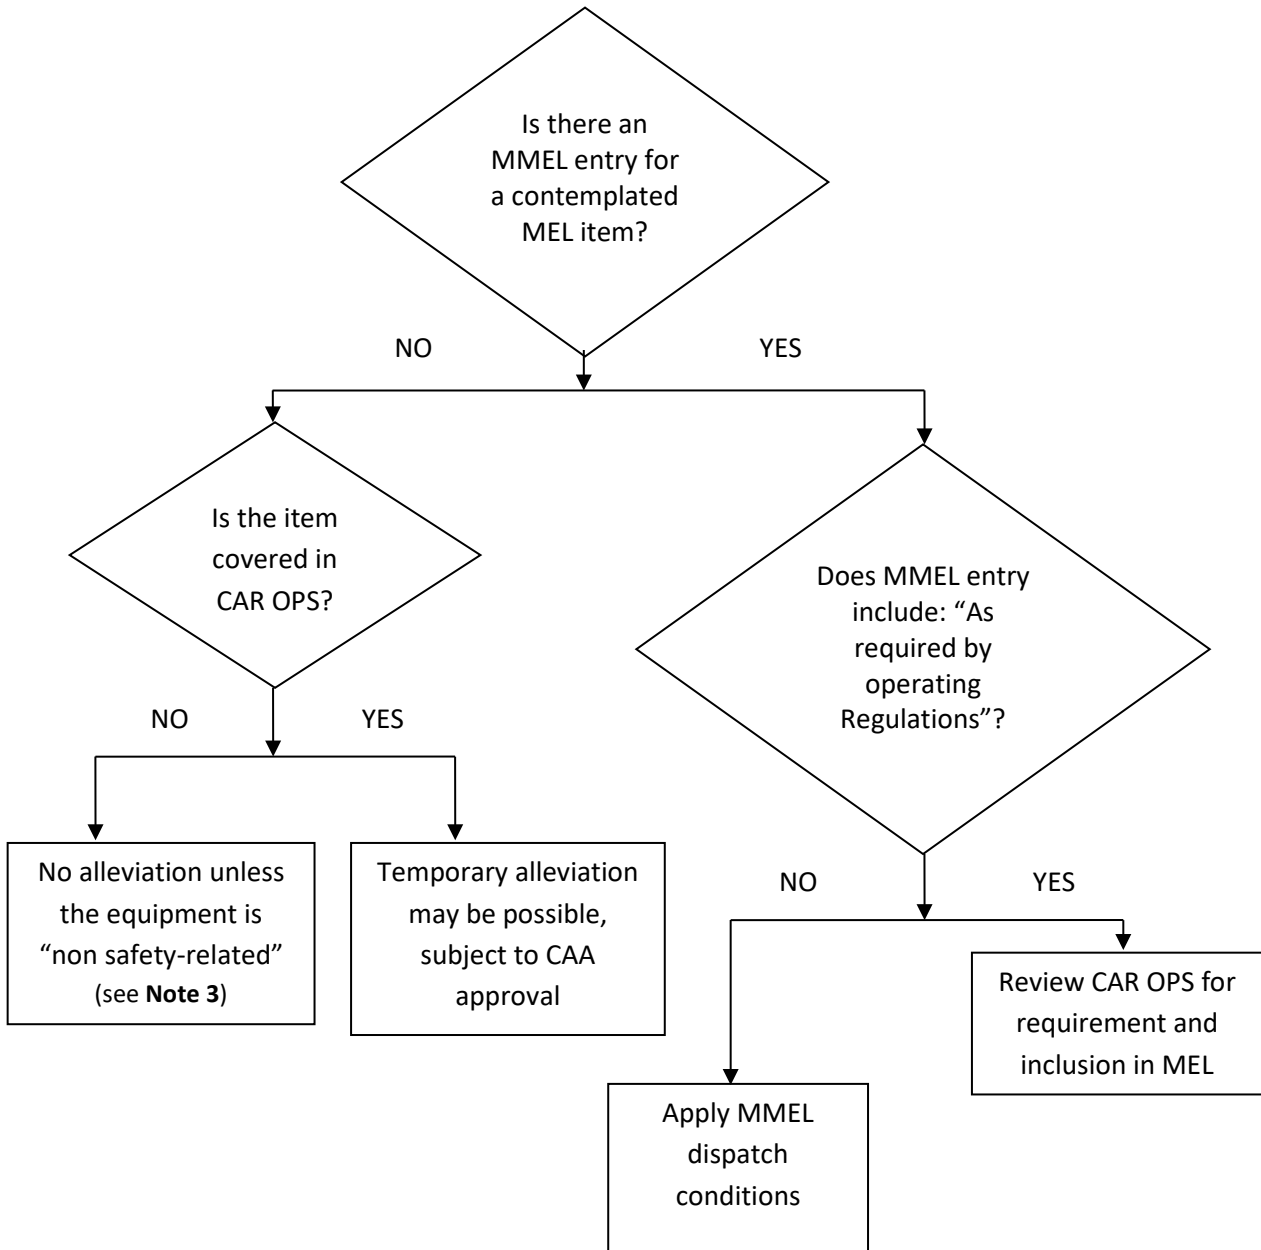 Is there an
MMEL entry for
a contemplated
MEL item?
NO
YES
Is the item
covered in
CAR OPS?
Does MMEL entry
include: “As
required by
operating
Regulations”?
NO
YES
No alleviation unless
the equipment is
“non safety-related”
(see Note 3)
Temporary alleviation
may be possible,
subject to CAA
approval
NO
YES
Apply MMEL
dispatch
conditions
Review CAR OPS for
requirement and
inclusion in MEL